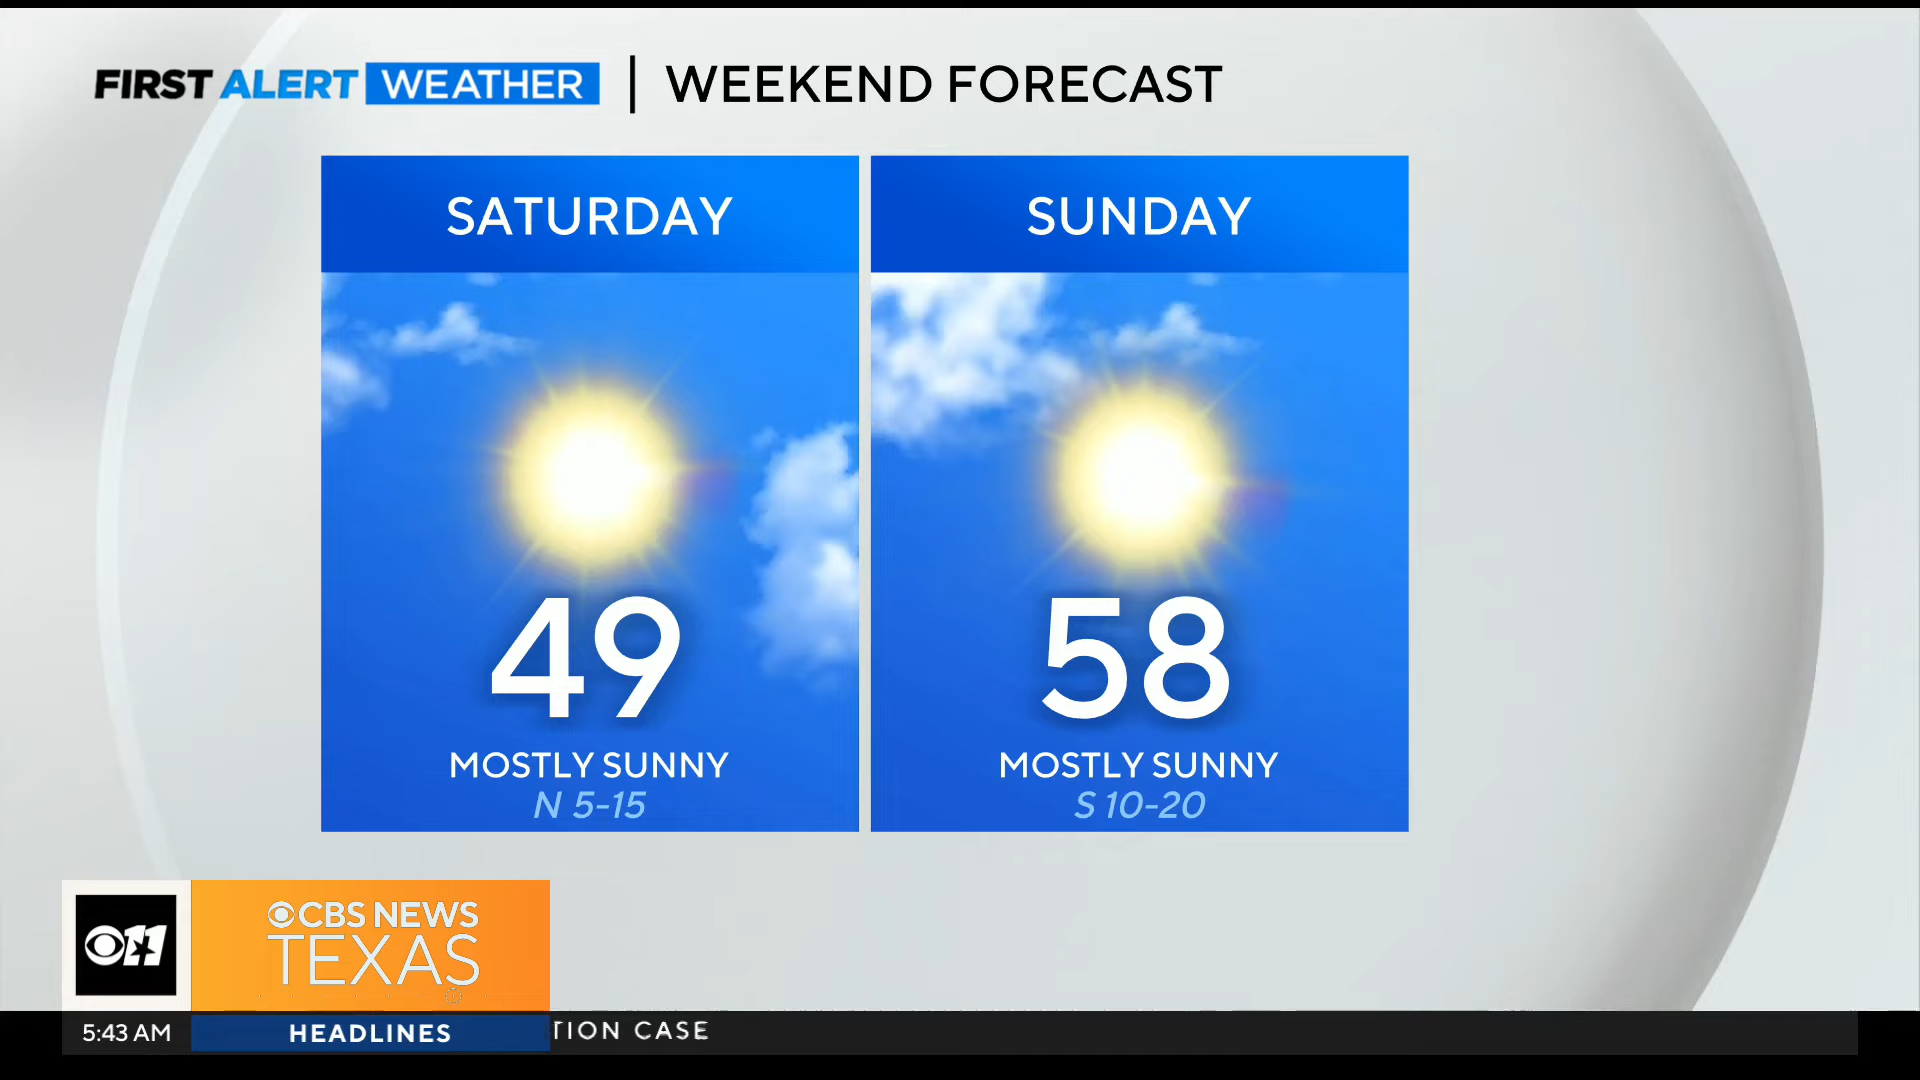 FIRST ALERT WEATHER | WEEKEND FORECAST
SATURDAY
49
MOSTLY SUNNY
N 5-15
SUNDAY
58
MOSTLY SUNNY
S 10-20
11
CBS NEWS
TEXAS
5:43 AM
HEADLINES
TION CASE